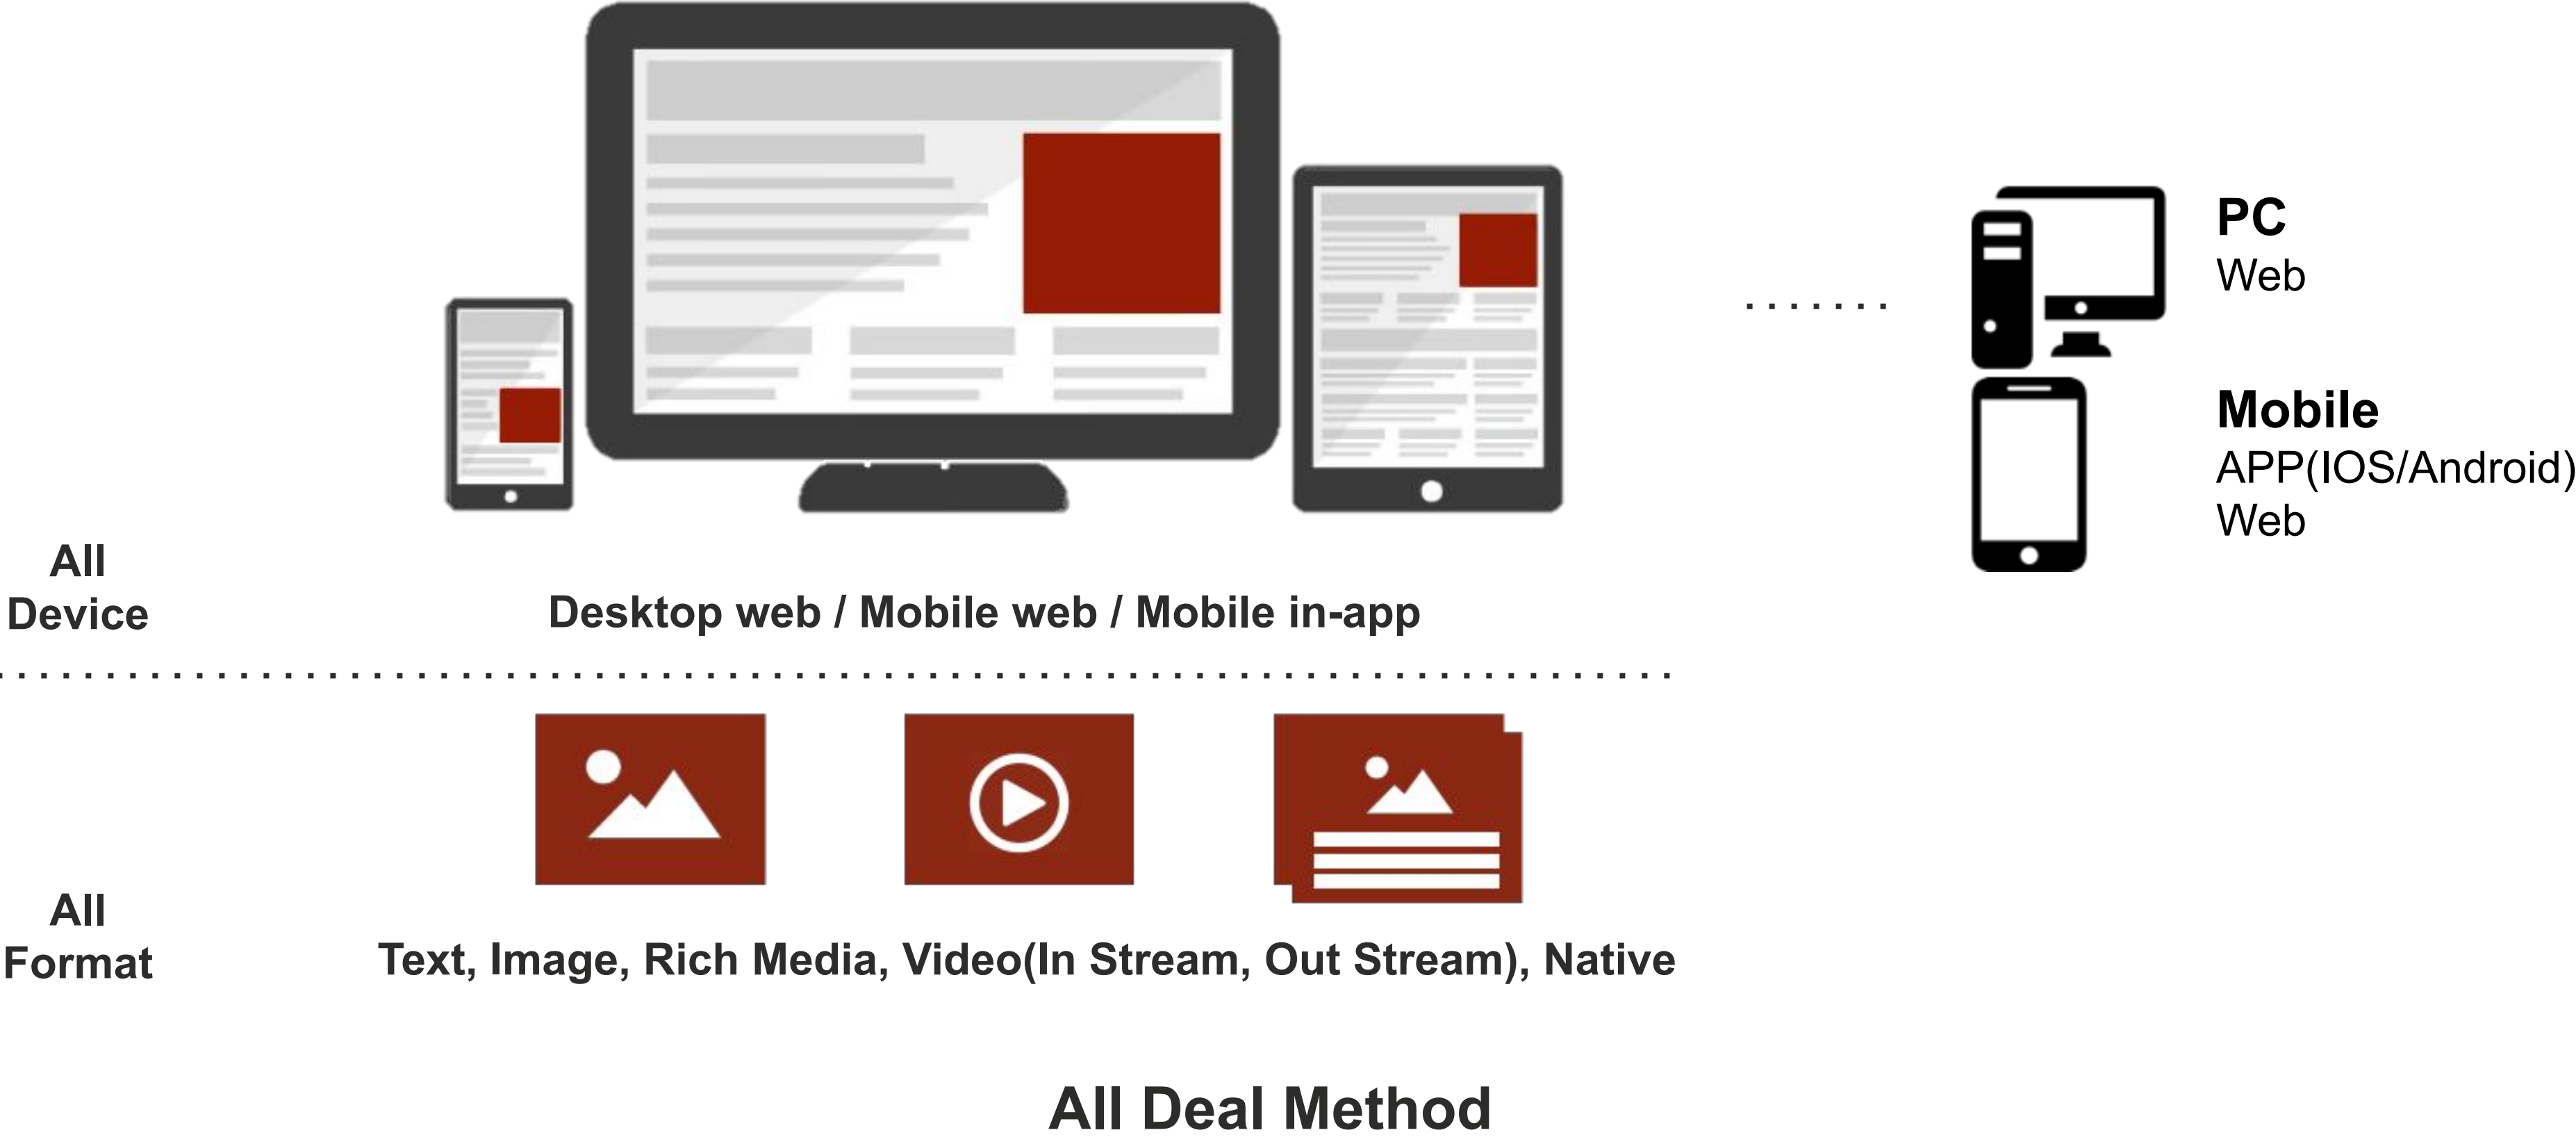 PC
Web
Mobile
APP(IOS/Android)
Web
All
Device
Desktop web / Mobile web / Mobile in-app
All
Format
Text, Image, Rich Media, Video(In Stream, Out Stream), Native
All Deal Method